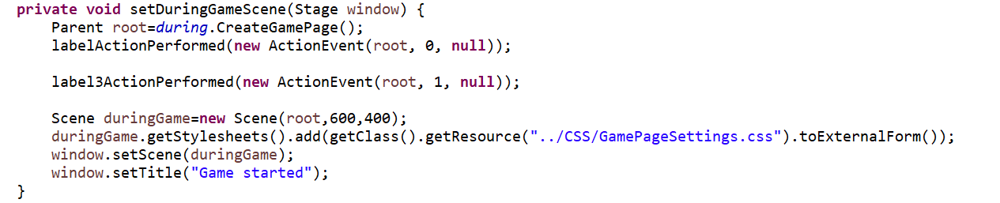 private void setDuringGameScene(Stage window) {
Parent root=during.CreateGamePage();
labelActionPerformed(new ActionEvent(root, 0, null));
label3ActionPerformed(new ActionEvent(root, 1, null));
Scene duringGame=new Scene(root,600,400);
duringGame.getStylesheets().add(getClass().getResource("../CSS/GamePageSettings.css").toExternalForm());
window.setScene(duringGame);
window.setTitle("Game started");
}